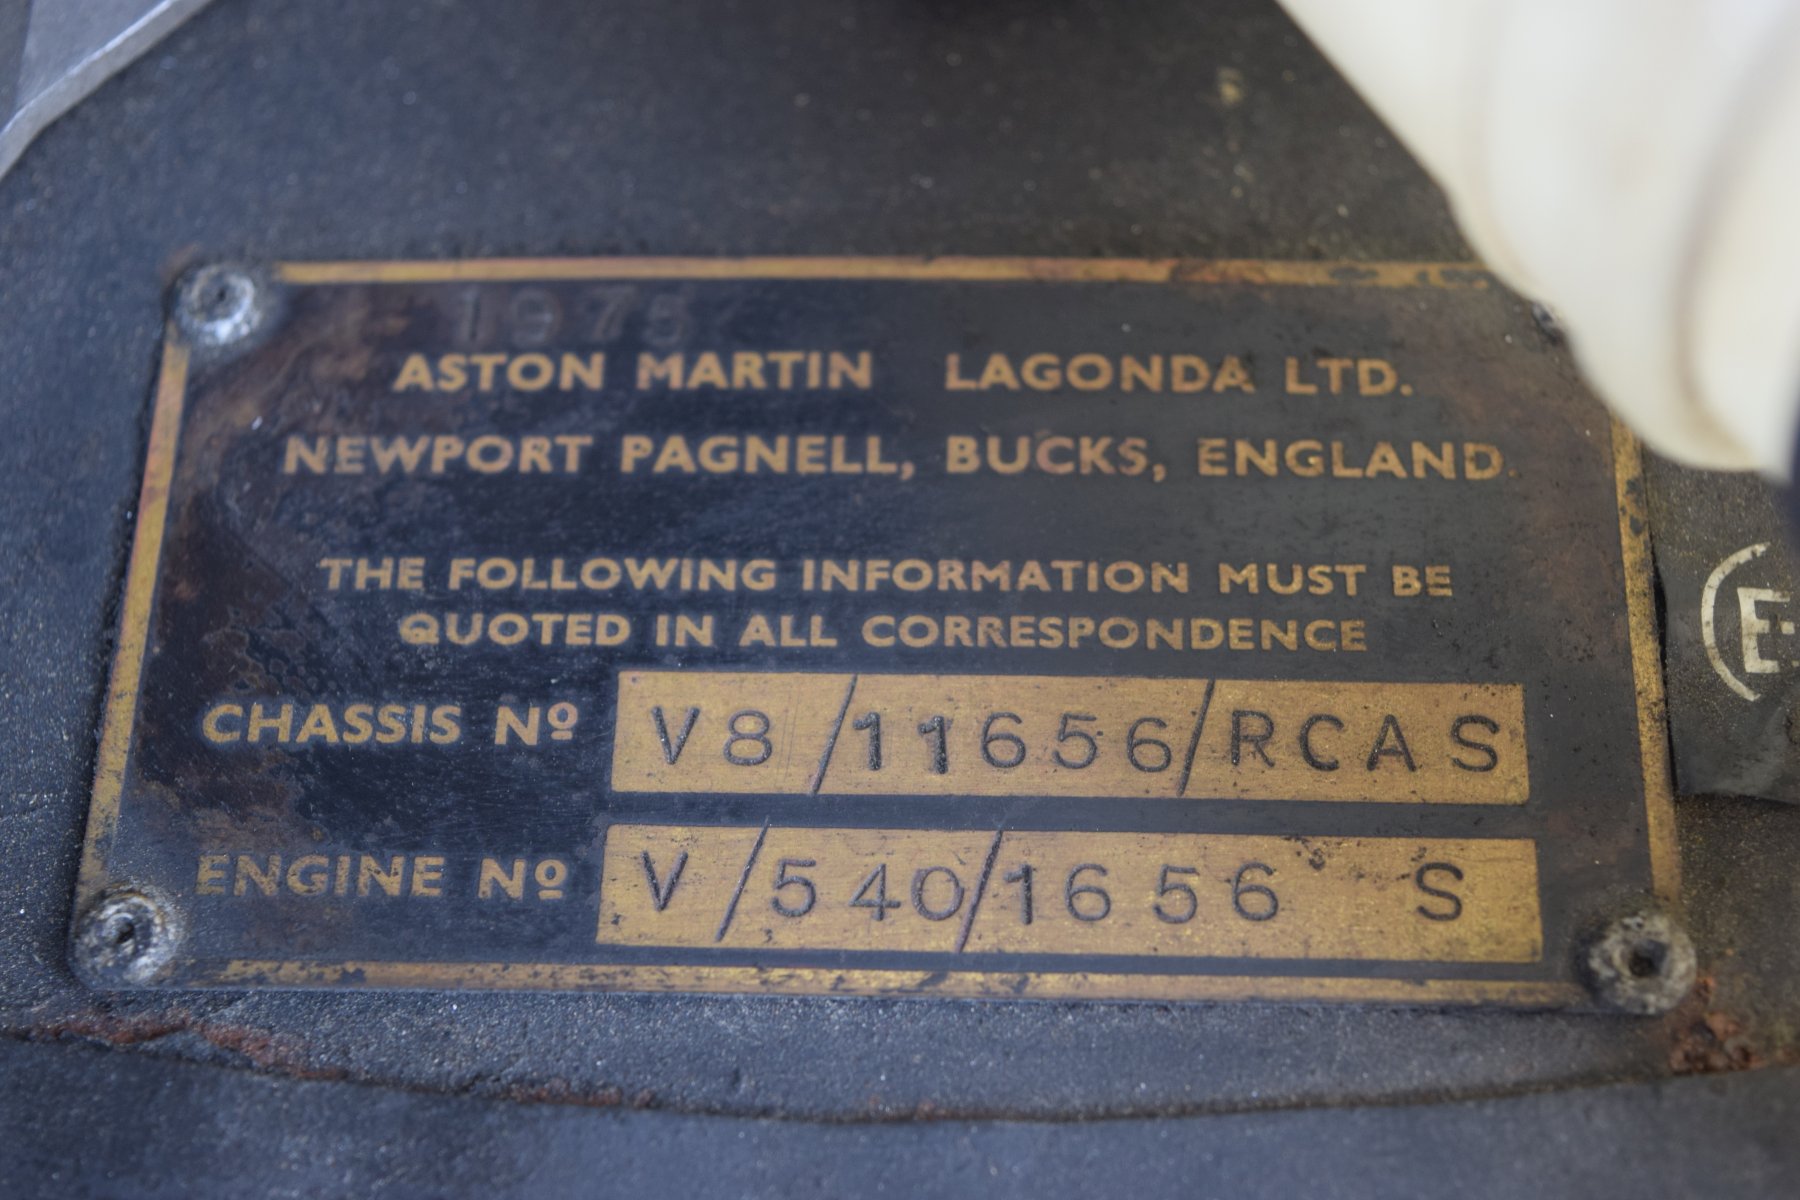 1975
ASTON MARTIN LAGONDA LTD.
NEWPORT PAGNELL, BUCKS, ENGLAND.
THE FOLLOWING INFORMATION MUST BE
QUOTED IN ALL CORRESPONDENCE
CHASSIS Nº V8/11656/RCAS
ENGINE Nº V/540/1656 S